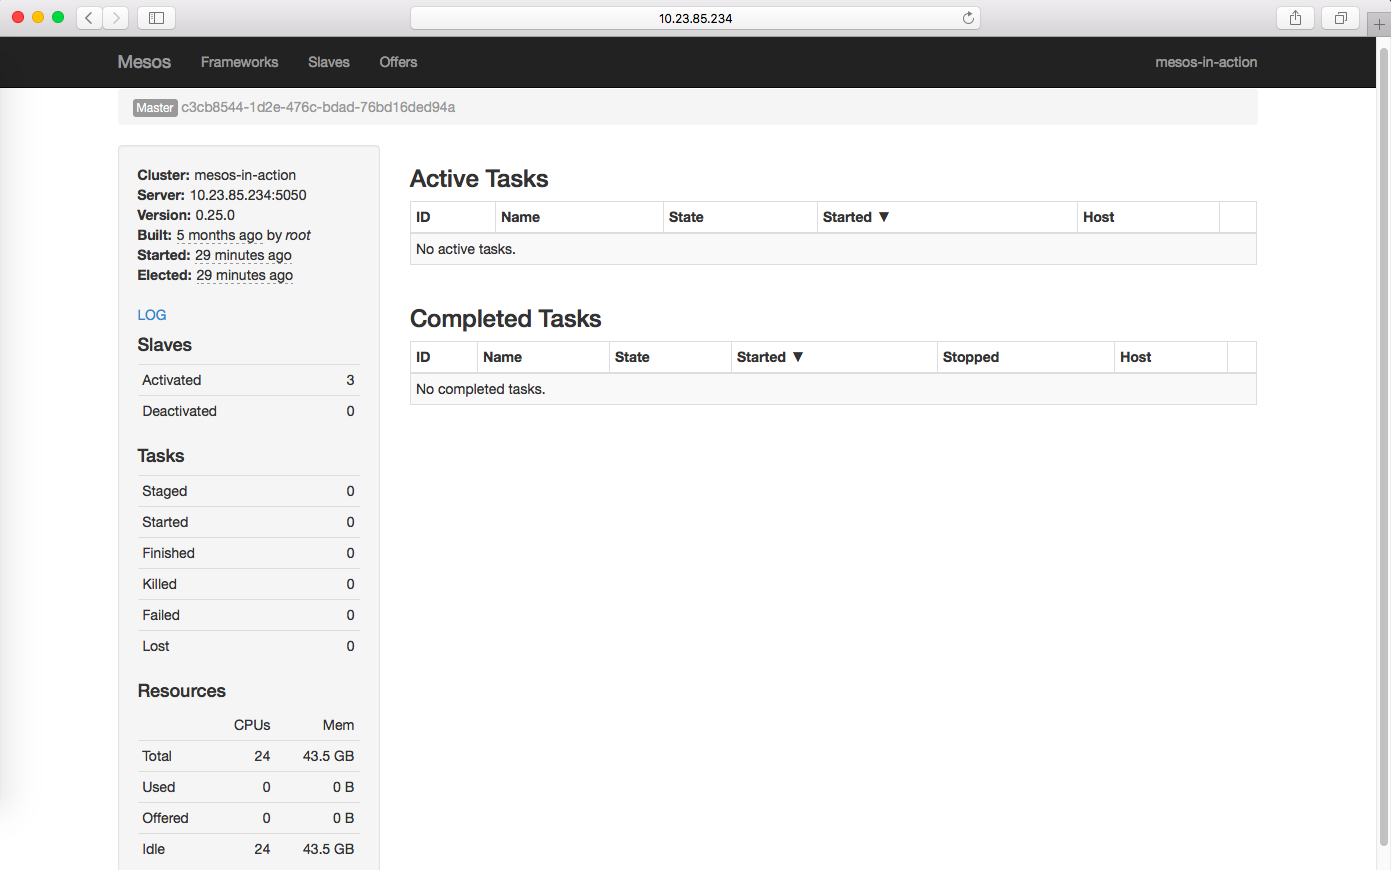 10.23.85.234
Mesos Frameworks Slaves Offers mesos-in-action
Master c3cb8544-1d2e-476c-bdad-76bd16ded94a
Cluster: mesos-in-action
Server: 10.23.85.234:5050
Version: 0.25.0
Built: 5 months ago by root
Started: 29 minutes ago
Elected: 29 minutes ago
LOG
Slaves
Activated 3
Deactivated 0
Tasks
Staged 0
Started 0
Finished 0
Killed 0
Failed 0
Lost 0
Resources
CPUs Mem
Total 24 43.5 GB
Used 0 0 B
Offered 0 0 B
Idle 24 43.5 GB
Active Tasks
ID Name State Started ▼ Host
No active tasks.
Completed Tasks
ID Name State Started ▼ Stopped Host
No completed tasks.